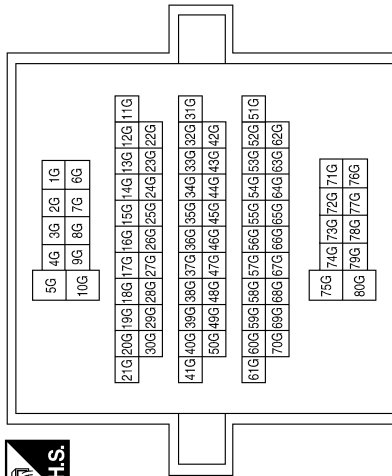 5G 4G 3G 2G 1G
10G 9G 8G 7G 6G
21G 20G 19G 18G 17G 16G 15G 14G 13G 12G 11G
30G 29G 28G 27G 26G 25G 24G 23G 22G
41G 40G 39G 38G 37G 36G 35G 34G 33G 32G 31G
50G 49G 48G 47G 46G 45G 44G 43G 42G
61G 60G 59G 58G 57G 56G 55G 54G 53G 52G 51G
70G 69G 68G 67G 66G 65G 64G 63G 62G
75G 74G 73G 72G 71G
80G 79G 78G 77G 76G
H.S.